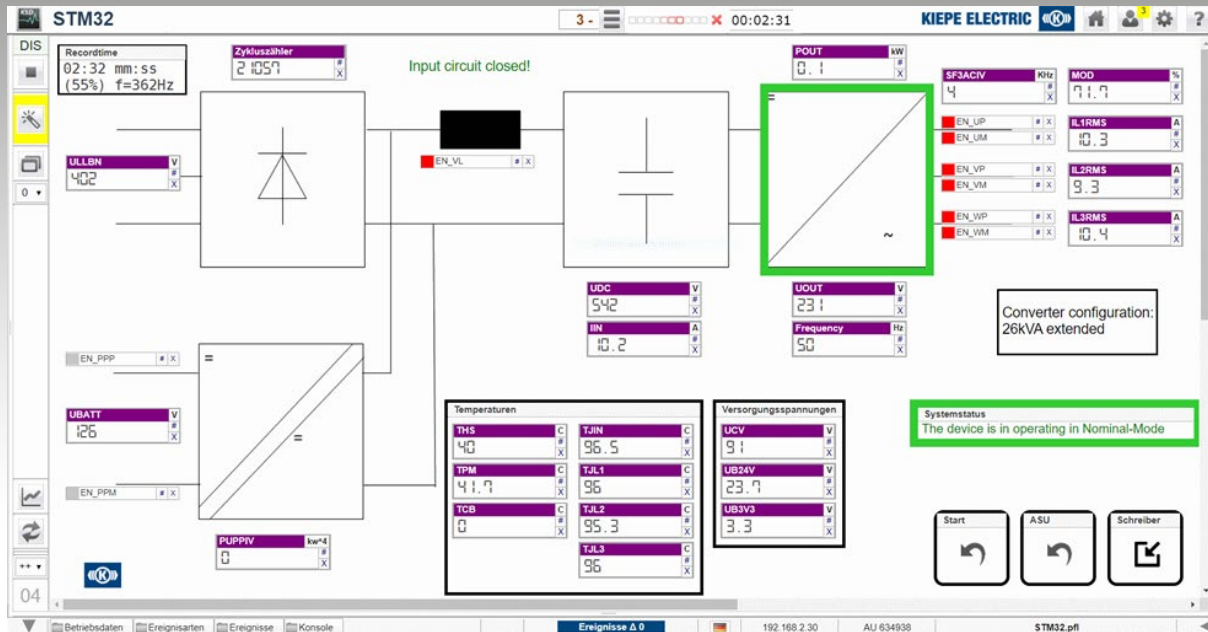 STM32
3 -
00:02:31
KIEPE ELECTRIC
3
?
DIS
0
++
04
Recordtime
02:32 mm:ss
(55%) f=362Hz
Zykluszähler
#
21057
X
Input circuit closed!
POUT kW
0.1
#
X
SF3ACIV KHz
4
#
X
MOD %
71.7
#
X
ULLBN V
402
#
X
EN_VL # X
EN_UP # X
EN_UM # X
IL1RMS A
10.3
#
X
EN_VP # X
EN_VM # X
IL2RMS A
9.3
#
X
EN_WP # X
EN_WM # X
IL3RMS A
10.4
#
X
=
~
UDC V
542
#
X
IIN A
10.2
#
X
UOUT V
231
#
X
Frequency Hz
50
#
X
Converter configuration:
26kVA extended
EN_PPP # X
UBATT V
126
#
X
EN_PPM # X
=
=
PUPPIV kw*4
0
#
X
Temperaturen
THS C
40
#
X
TPM C
41.7
#
X
TCB C
0
#
X
TJIN C
96.5
#
X
TJL1 C
96
#
X
TJL2 C
95.3
#
X
TJL3 C
96
#
X
Versorgungsspannungen
UCV V
91
#
X
UB24V V
23.7
#
X
UB3V3 V
3.3
#
X
Systemstatus
The device is in operating in Nominal-Mode
Start
ASU
Schreiber
K
Betriebsdaten Ereignisarten Ereignisse Konsole
Ereignisse Δ 0
192.168.2.30
AU 634938
STM32.pfl